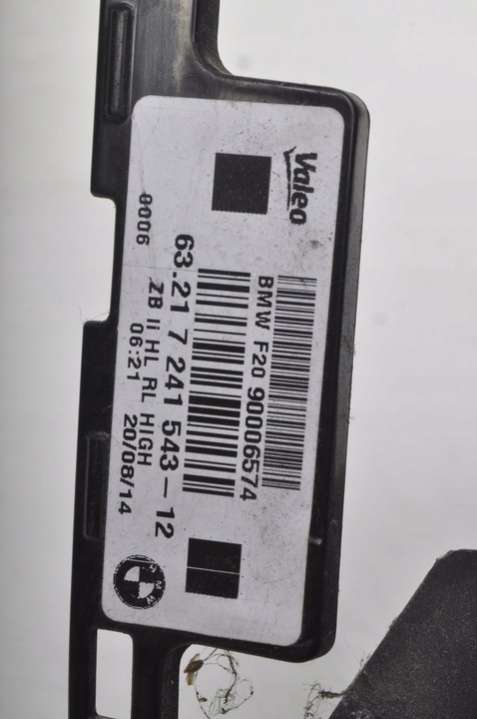 Valeo
BMW F20 90006574
63.21 7 241 543-12
ZB li HL RL HIGH
06:21 20/08/14
0006
BMW